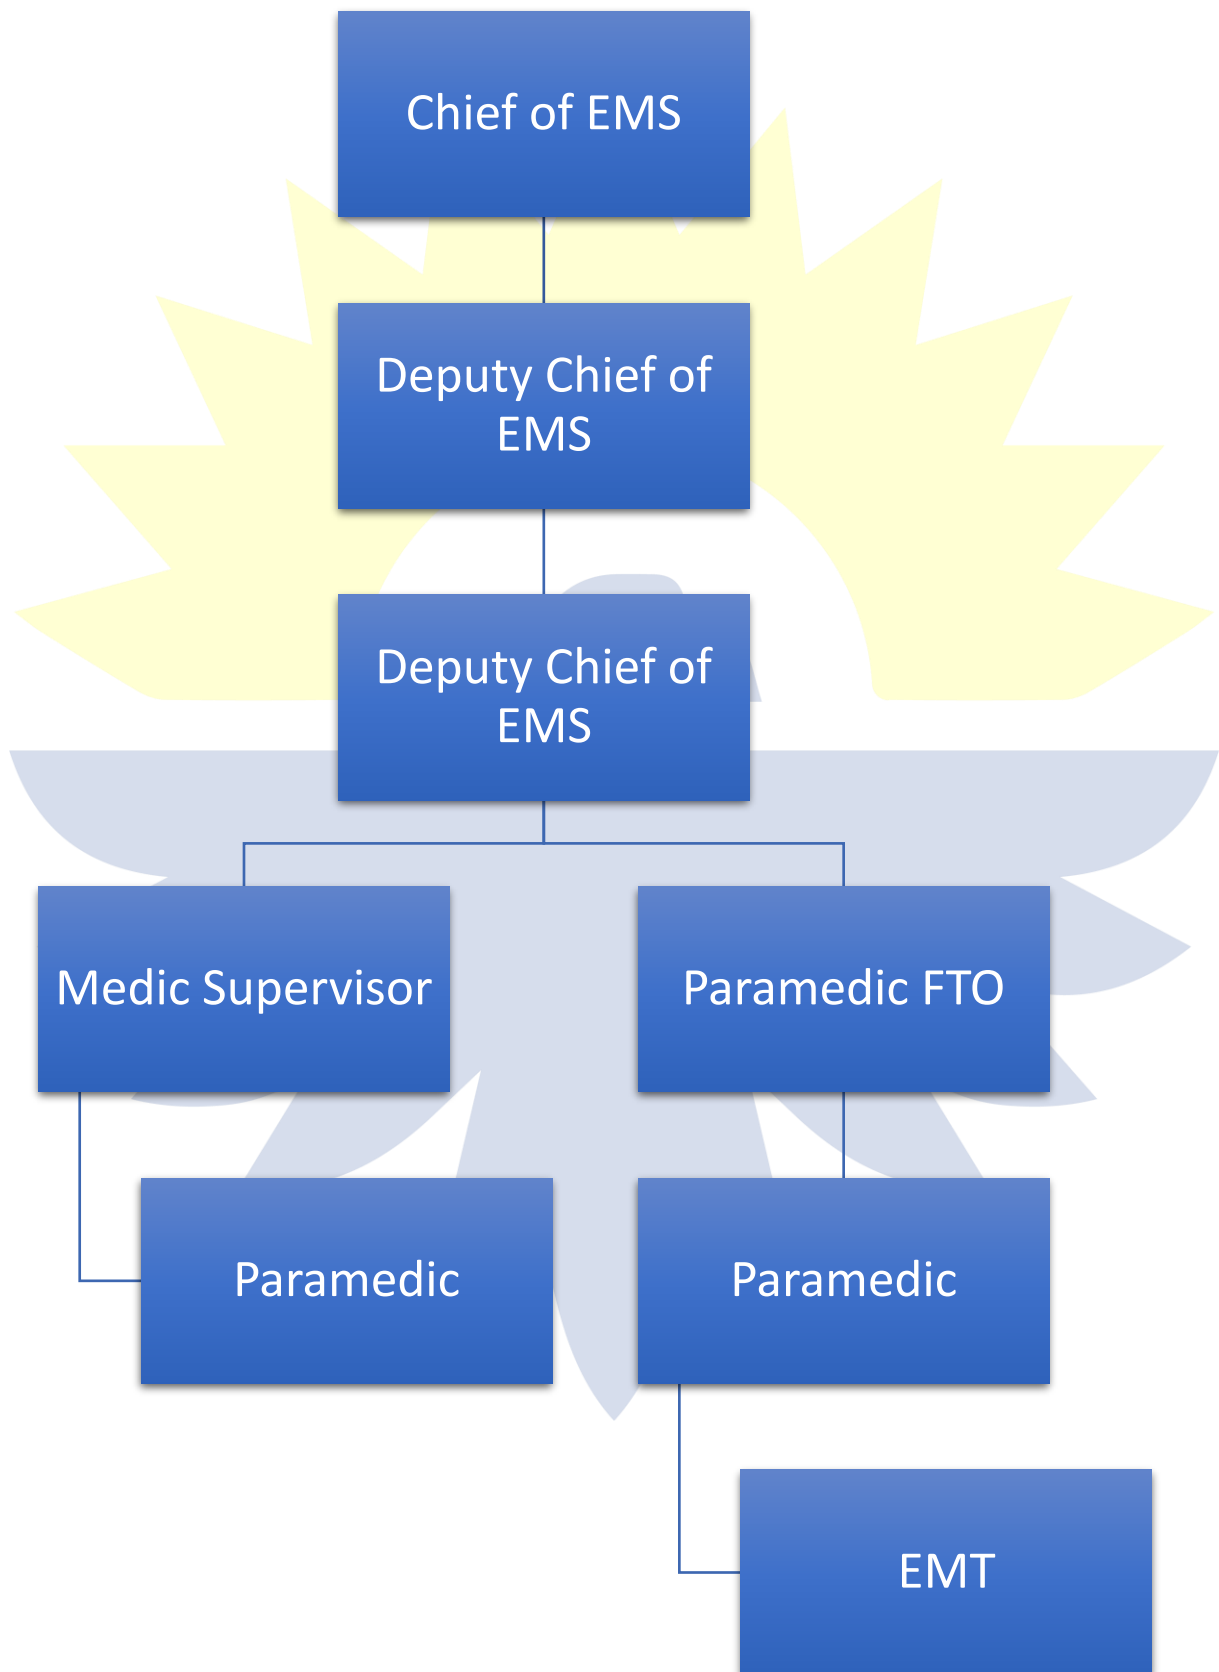 Chief of EMS
Deputy Chief of
EMS
Deputy Chief of
EMS
Medic Supervisor
Paramedic FTO
Paramedic
Paramedic
EMT